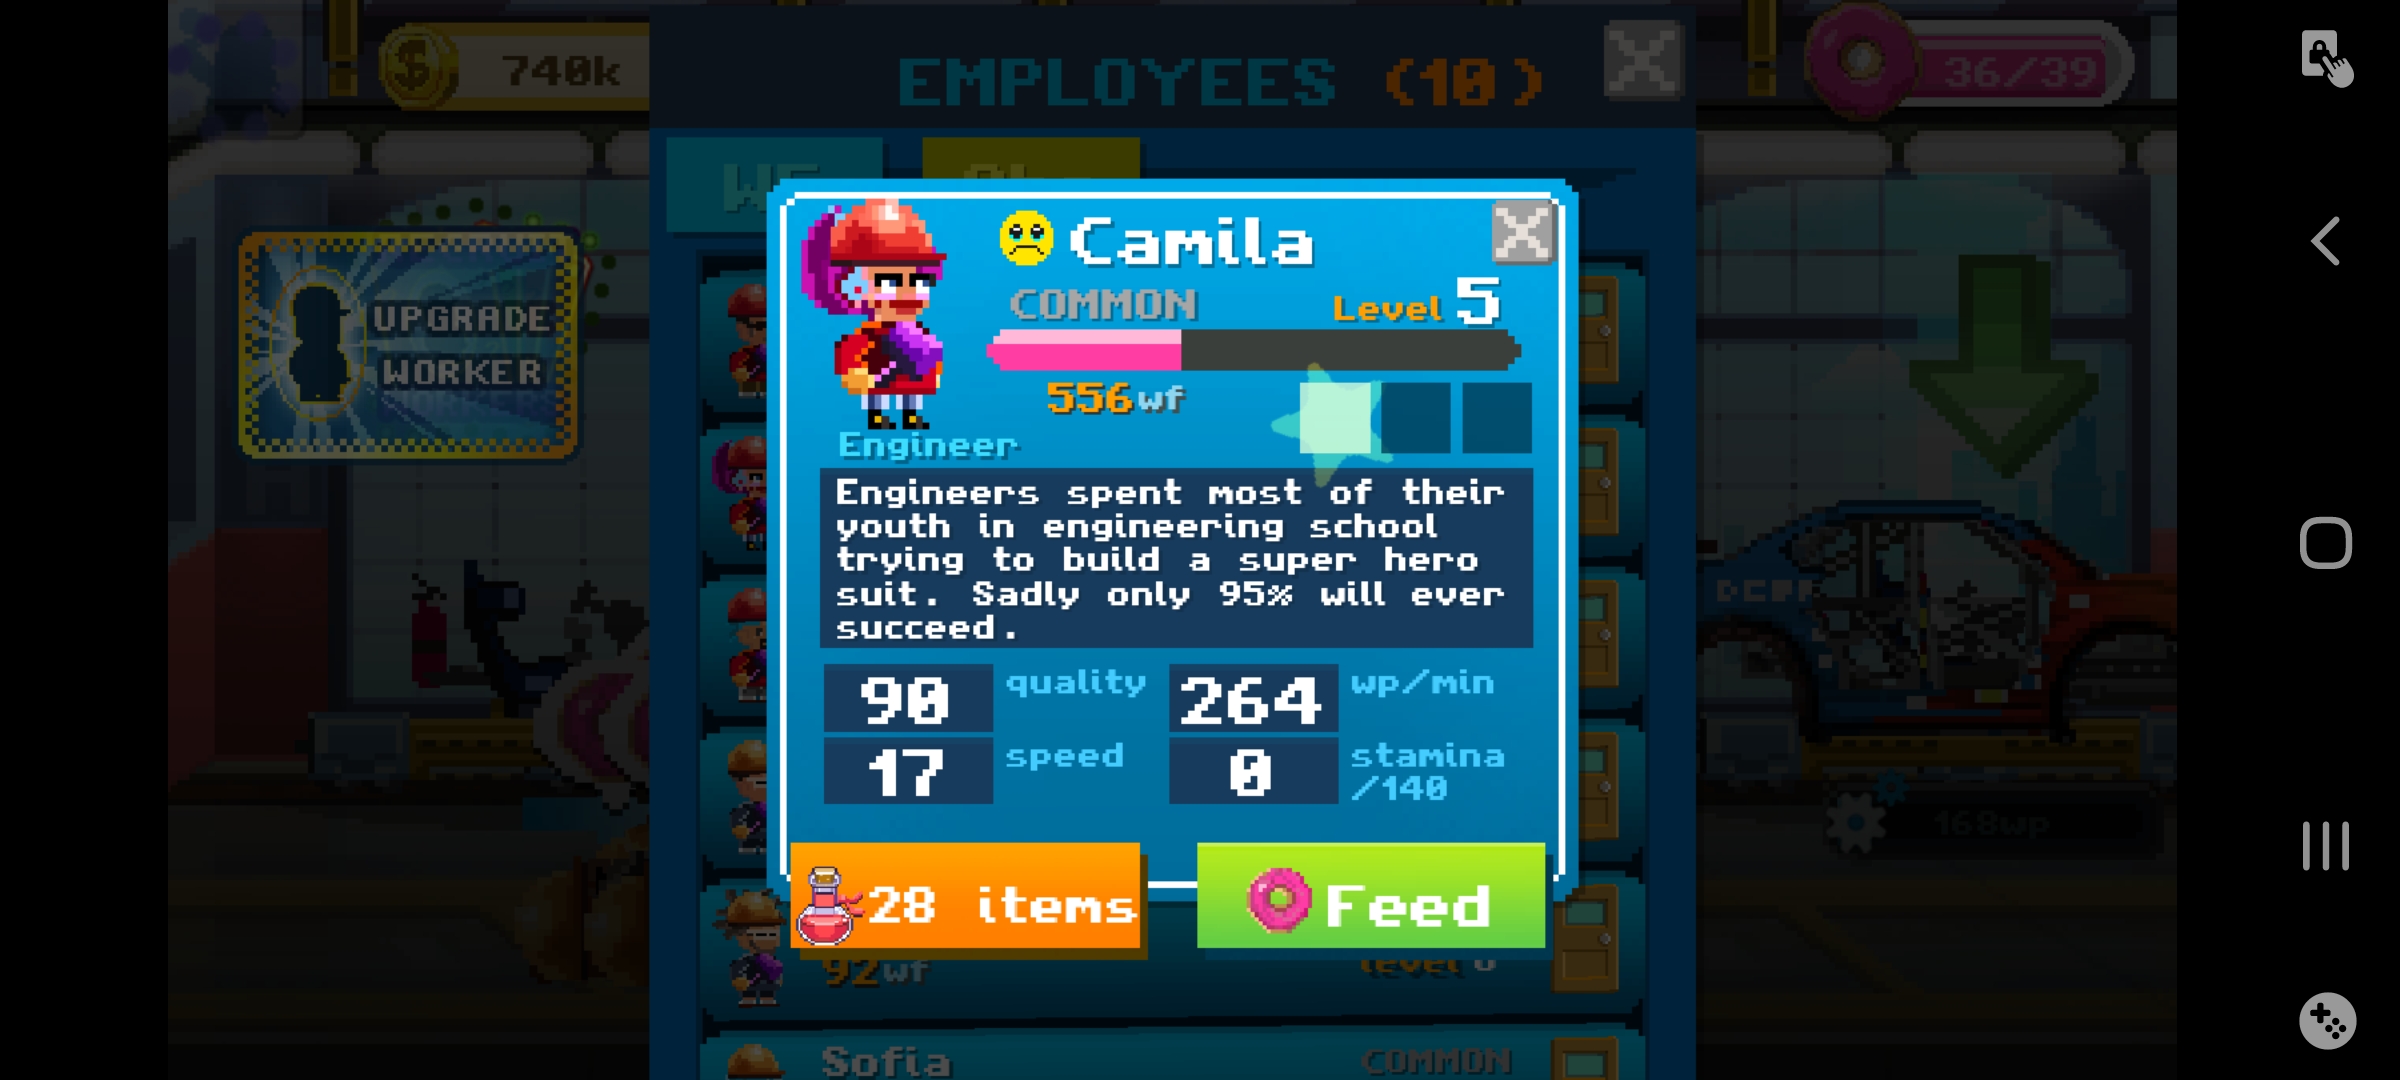 740k
EMPLOYEES (10)
36/39
UPGRADE
WORKER
Camila
COMMON
Level 5
556wf
Engineer
Engineers spent most of their
youth in engineering school
trying to build a super hero
suit. Sadly only 95% will ever
succeed.
90 quality
264 wp/min
17 speed
0 stamina
/140
28 items
Feed
168wp
92wf
level
Sofia
COMMON